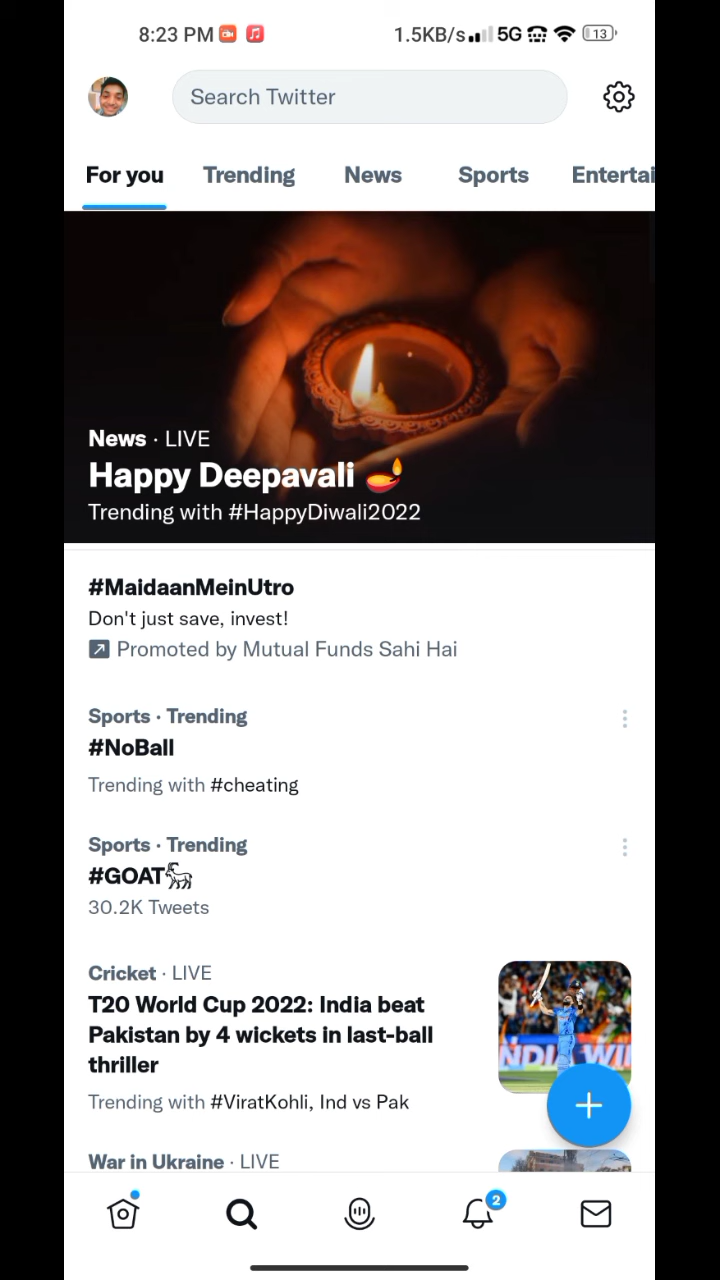 8:23 PM 1.5KB/s 5G 13
Search Twitter
For you Trending News Sports Entertai
News · LIVE
Happy Deepavali 🪔
Trending with #HappyDiwali2022
#MaidaanMeinUtro
Don't just save, invest!
Promoted by Mutual Funds Sahi Hai
Sports · Trending
#NoBall
Trending with #cheating
Sports · Trending
#GOAT🐐
30.2K Tweets
Cricket · LIVE
T20 World Cup 2022: India beat
Pakistan by 4 wickets in last-ball
thriller
Trending with #ViratKohli, Ind vs Pak
War in Ukraine · LIVE
2